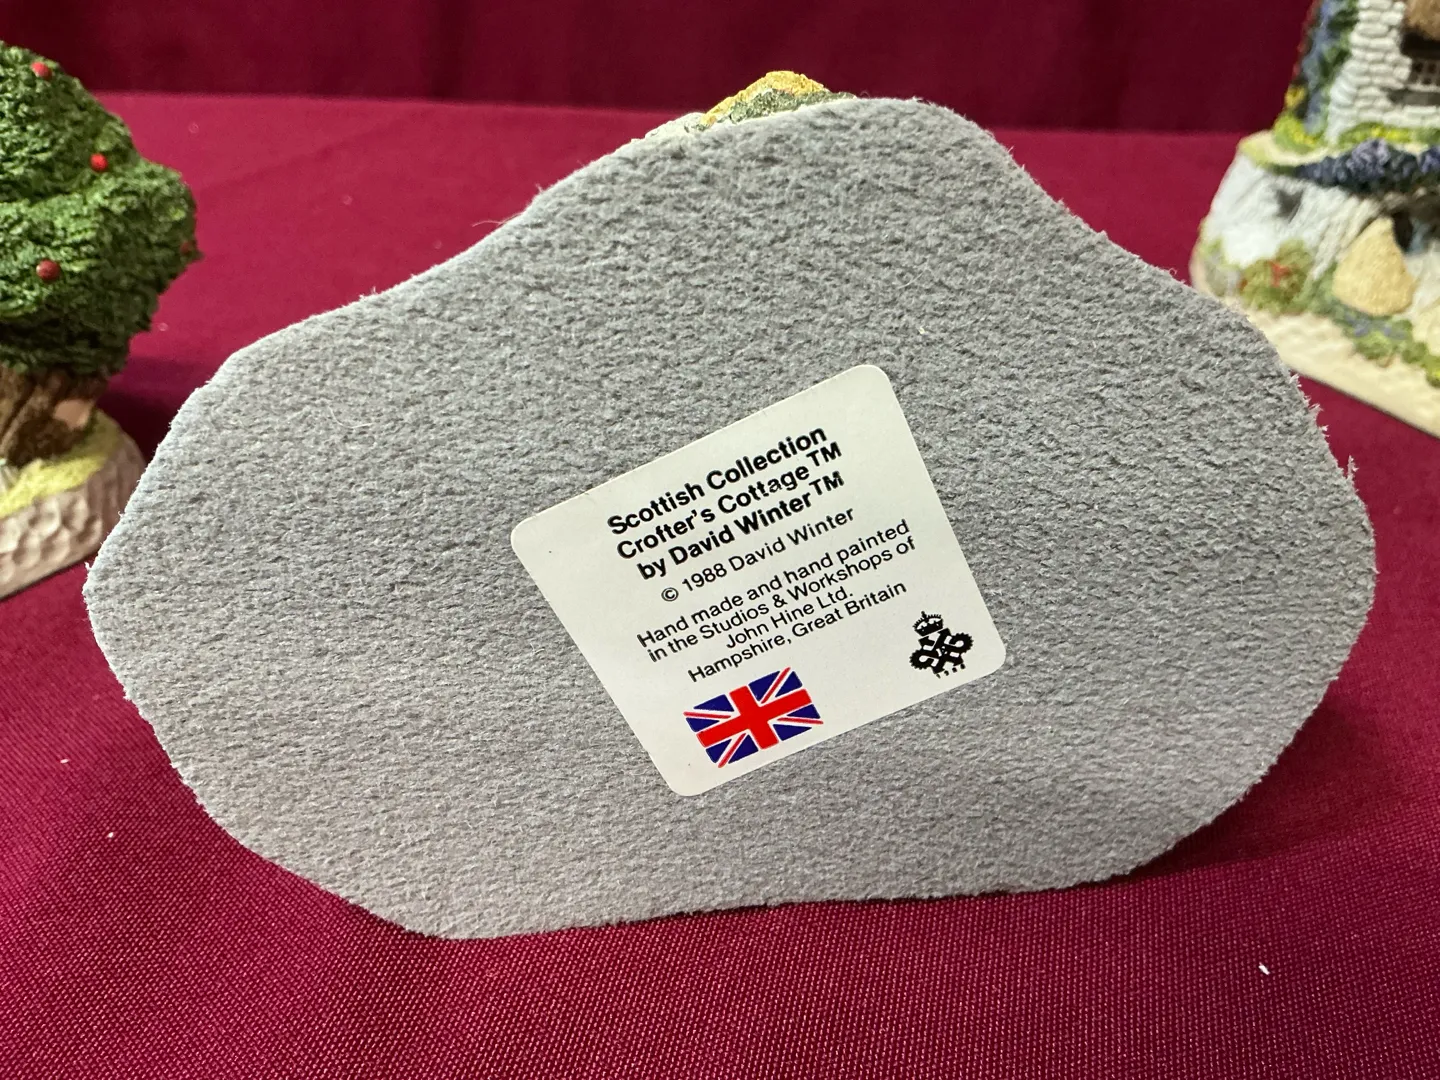 Scottish Collection
Crofter's Cottage™
by David Winter™
© 1988 David Winter
Hand made and hand painted
in the Studios & Workshops of
John Hine Ltd.
Hampshire, Great Britain